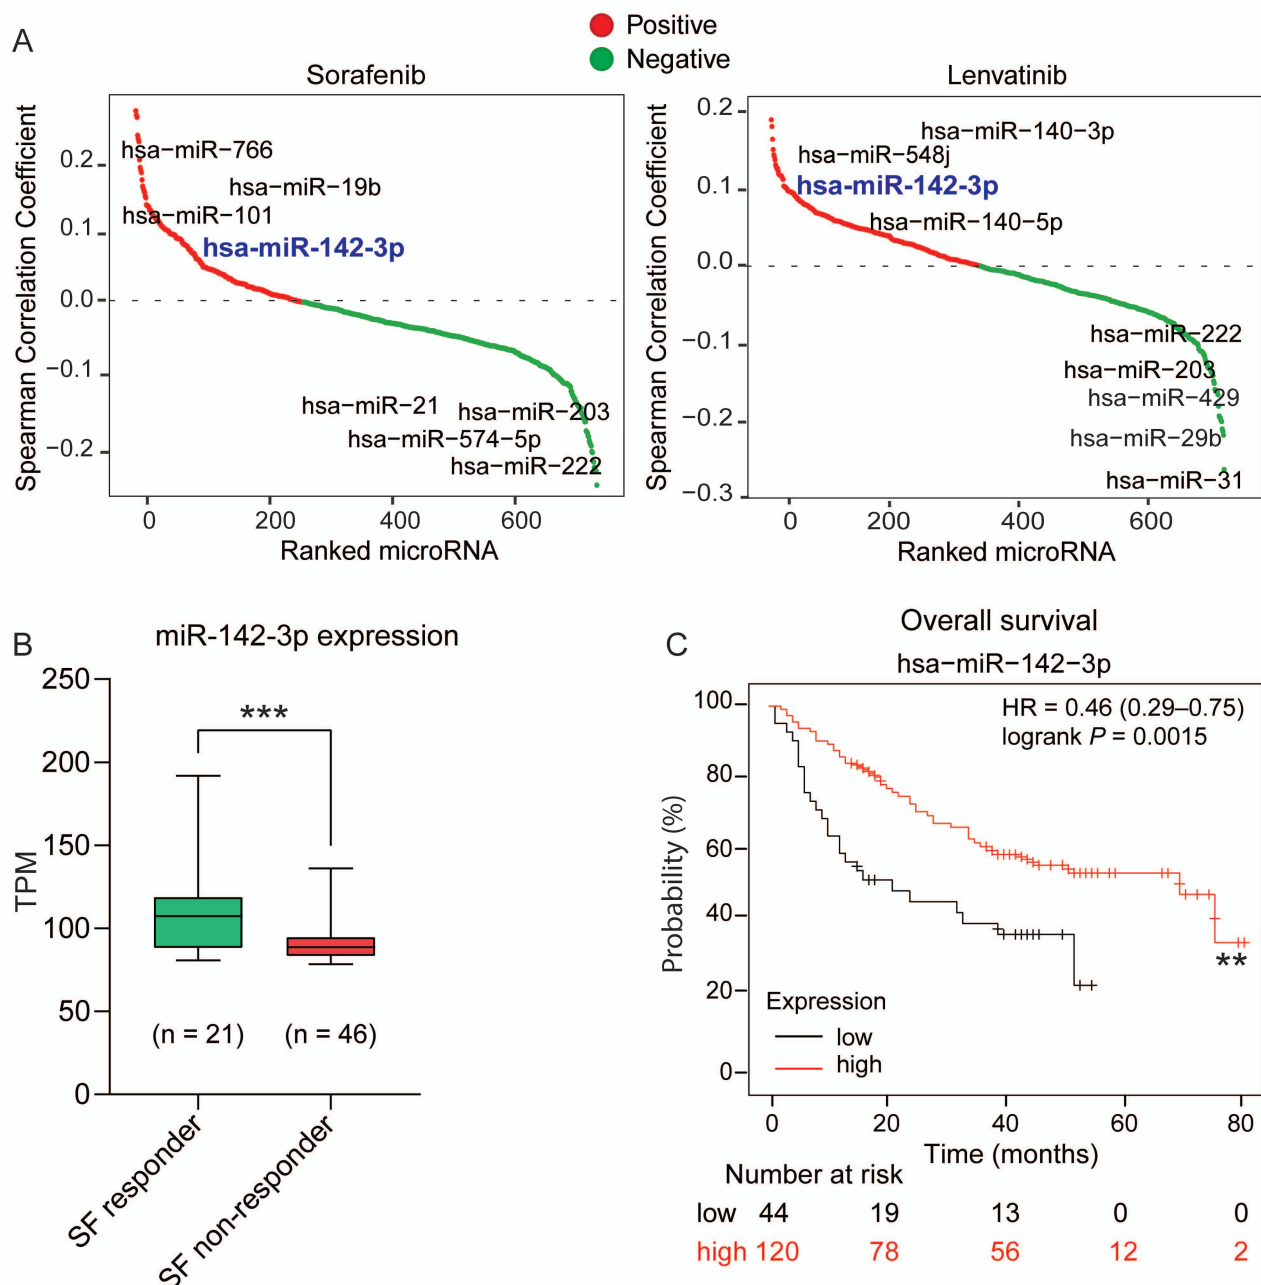 A
Positive
Negative
Sorafenib
Spearman Correlation Coefficient
0.2
0.1
0.0
−0.1
−0.2
hsa−miR−766
hsa−miR−19b
hsa−miR−101
hsa-miR-142-3p
hsa−miR−21
hsa−miR−203
hsa−miR−574−5p
hsa−miR−222
0 200 400 600
Ranked microRNA
Lenvatinib
Spearman Correlation Coefficient
0.2
0.1
0.0
−0.1
−0.2
−0.3
hsa−miR−140−3p
hsa−miR−548j
hsa-miR-142-3p
hsa−miR−140−5p
hsa−miR−222
hsa−miR−203
hsa−miR−429
hsa−miR−29b
hsa−miR−31
0 200 400 600
Ranked microRNA
B
miR-142-3p expression
TPM
250
200
150
100
50
0
***
(n = 21) (n = 46)
SF responder
SF non-responder
C
Overall survival
hsa−miR−142−3p
HR = 0.46 (0.29–0.75)
logrank P = 0.0015
Probability (%)
100
80
60
40
20
0
**
Expression
low
high
0 20 40 60 80
Time (months)
Number at risk
low 44 19 13 0 0
high 120 78 56 12 2